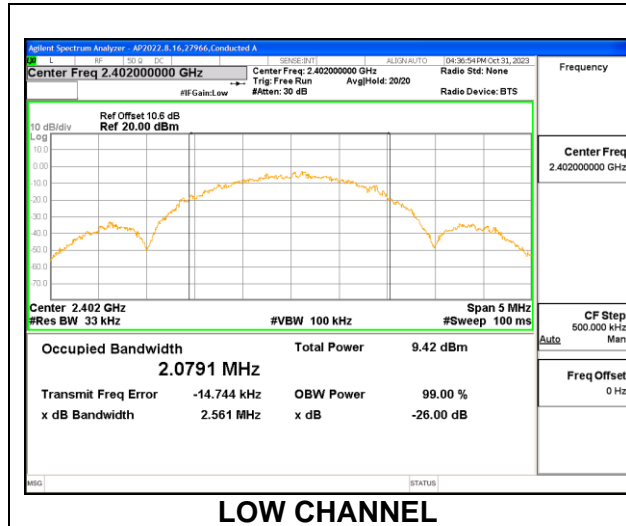 Agilent Spectrum Analyzer - AP2022.8.16,27966,Conducted A
L RF 50 Ω DC SENSE:INT ALIGN AUTO 04:36:54 PM Oct 31, 2023
Center Freq 2.402000000 GHz
Center Freq: 2.402000000 GHz
Radio Std: None
Trig: Free Run Avg|Hold: 20/20
#IFGain:Low #Atten: 30 dB Radio Device: BTS
Frequency
Ref Offset 10.6 dB
10 dB/div Ref 20.00 dBm
Log
10.0
0.00
-10.0
-20.0
-30.0
-40.0
-50.0
-60.0
-70.0
Center Freq
2.402000000 GHz
Center 2.402 GHz Span 5 MHz
#Res BW 33 kHz #VBW 100 kHz #Sweep 100 ms
CF Step
500.000 kHz
Auto Man
Occupied Bandwidth Total Power 9.42 dBm
2.0791 MHz
Transmit Freq Error -14.744 kHz OBW Power 99.00 %
x dB Bandwidth 2.561 MHz x dB -26.00 dB
Freq Offset
0 Hz
MSG STATUS
LOW CHANNEL